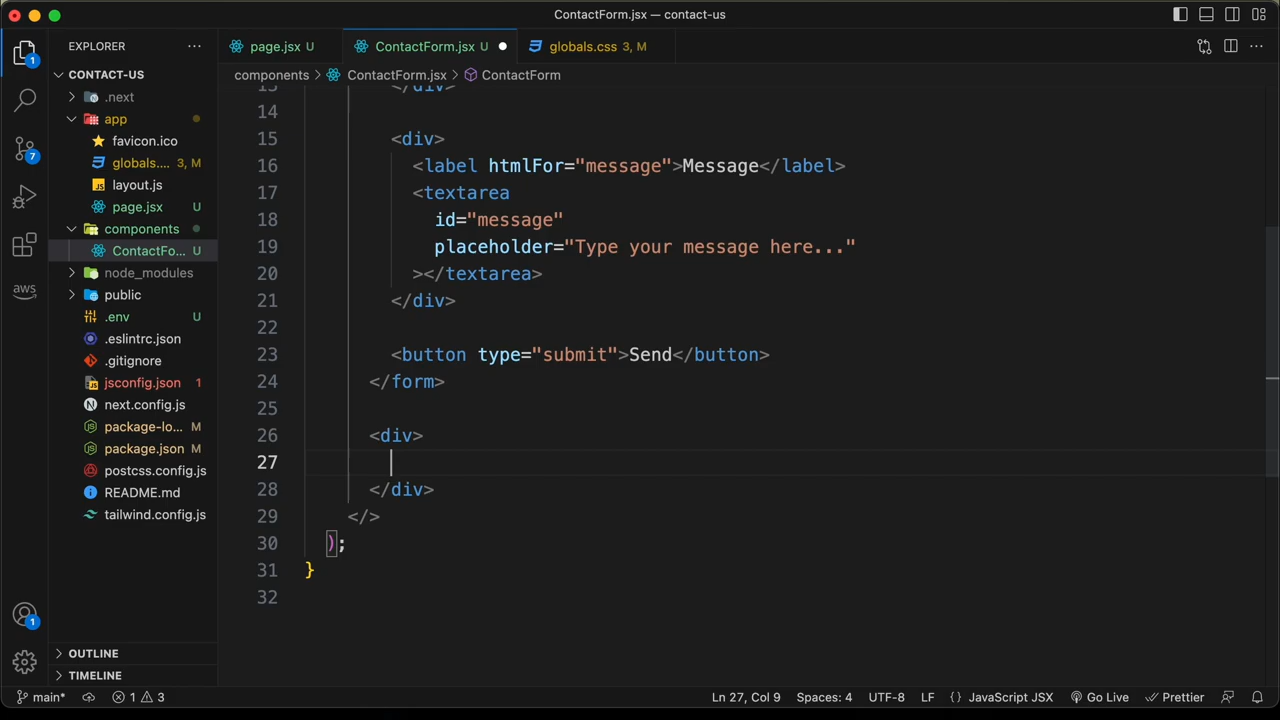 ContactForm.jsx — contact-us
EXPLORER
page.jsx U
ContactForm.jsx U
globals.css 3, M
CONTACT-US
components > ContactForm.jsx > ContactForm
.next
app
favicon.ico
globals.... 3, M
layout.js
page.jsx U
components
ContactFo... U
node_modules
public
.env U
.eslintrc.json
.gitignore
jsconfig.json 1
next.config.js
package-lo... M
package.json M
postcss.config.js
README.md
tailwind.config.js
OUTLINE
TIMELINE
1
7
aws
1
13 </div>
14
15 <div>
16 <label htmlFor="message">Message</label>
17 <textarea
18 id="message"
19 placeholder="Type your message here..."
20 ></textarea>
21 </div>
22
23 <button type="submit">Send</button>
24 </form>
25
26 <div>
27
28 </div>
29 </>
30 );
31 }
32
main* 1 3 Ln 27, Col 9 Spaces: 4 UTF-8 LF {} JavaScript JSX Go Live Prettier